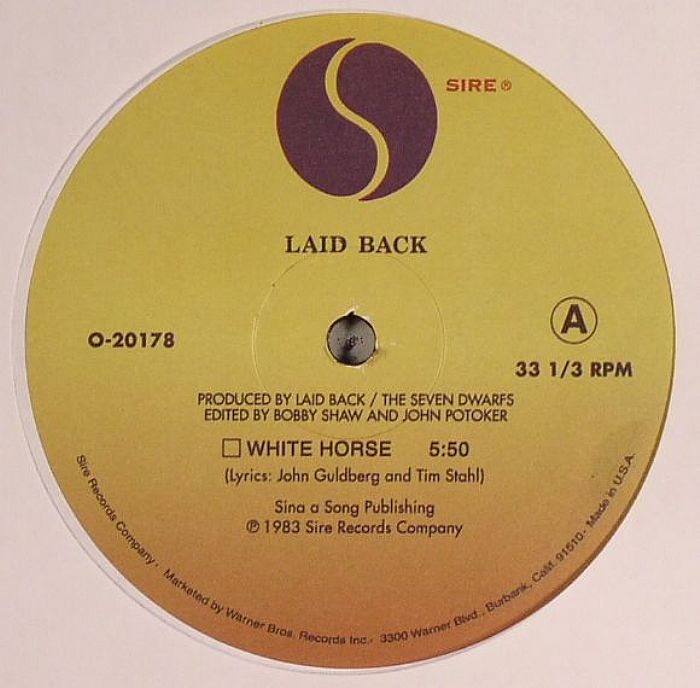 SIRE®
LAID BACK
O-20178
A
33 1/3 RPM
PRODUCED BY LAID BACK / THE SEVEN DWARFS
EDITED BY BOBBY SHAW AND JOHN POTOKER
WHITE HORSE 5:50
(Lyrics: John Guldberg and Tim Stahl)
Sing a Song Publishing
℗ 1983 Sire Records Company
Sire Records Company · Marketed by Warner Bros. Records Inc. · 3300 Warner Blvd., Burbank, Calif. 91510 · Made in U.S.A.